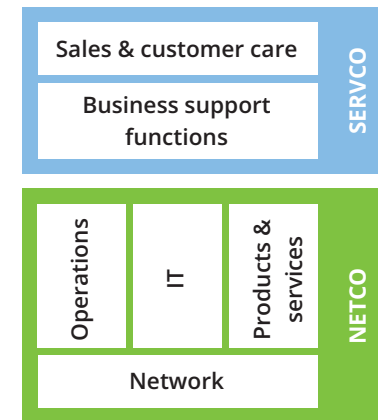 Sales & customer care
Business support
functions
SERVCO
Operations
IT
Products &
services
NETCO
Network